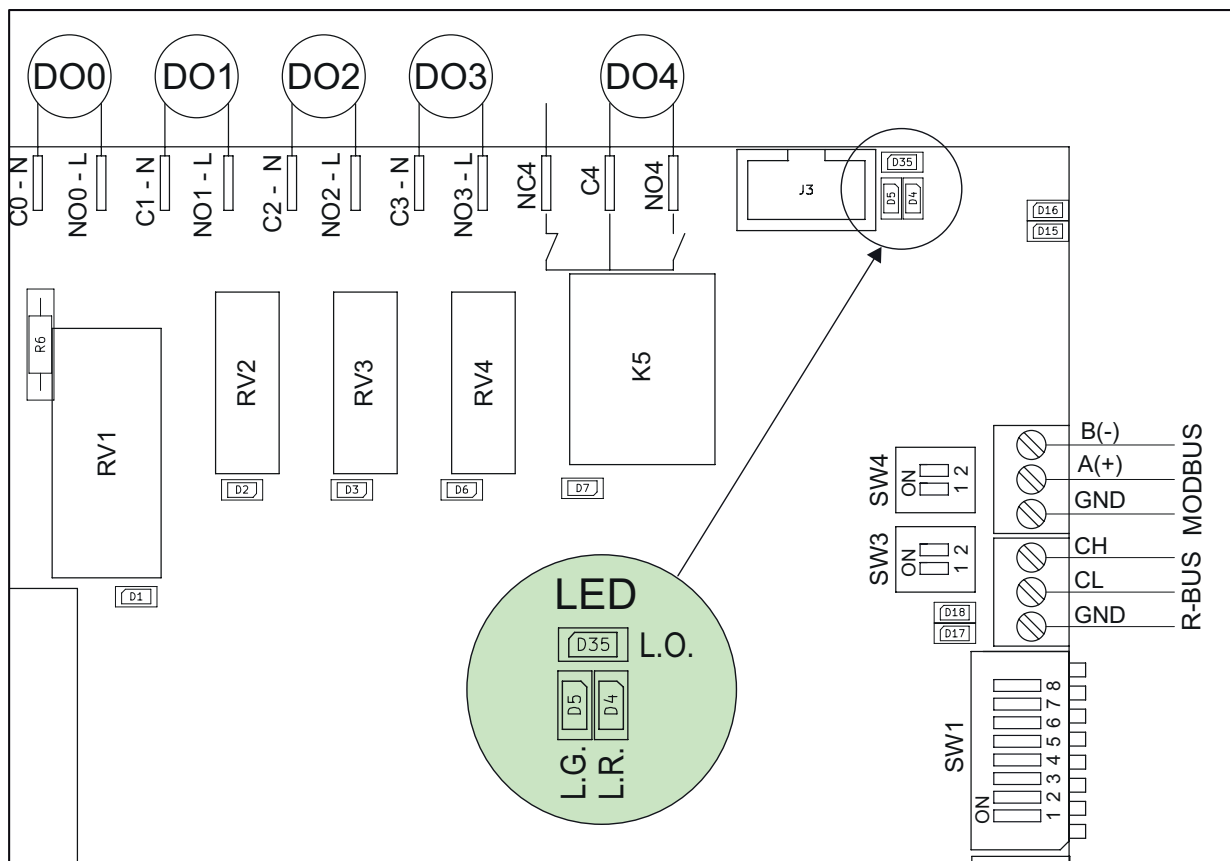 DO0
DO1
DO2
DO3
DO4
C0 - N
NO0 - L
C1 - N
NO1 - L
C2 - N
NO2 - L
C3 - N
NO3 - L
NC4
C4
NO4
J3
D35
D5
D4
D16
D15
R6
RV1
RV2
RV3
RV4
K5
D2
D3
D6
D7
D1
SW4
ON
1 2
B(-)
A(+)
GND
MODBUS
SW3
ON
1 2
CH
CL
GND
R-BUS
D18
D17
LED
D35
L.O.
D5
D4
L.G.
L.R.
SW1
ON
1 2 3 4 5 6 7 8